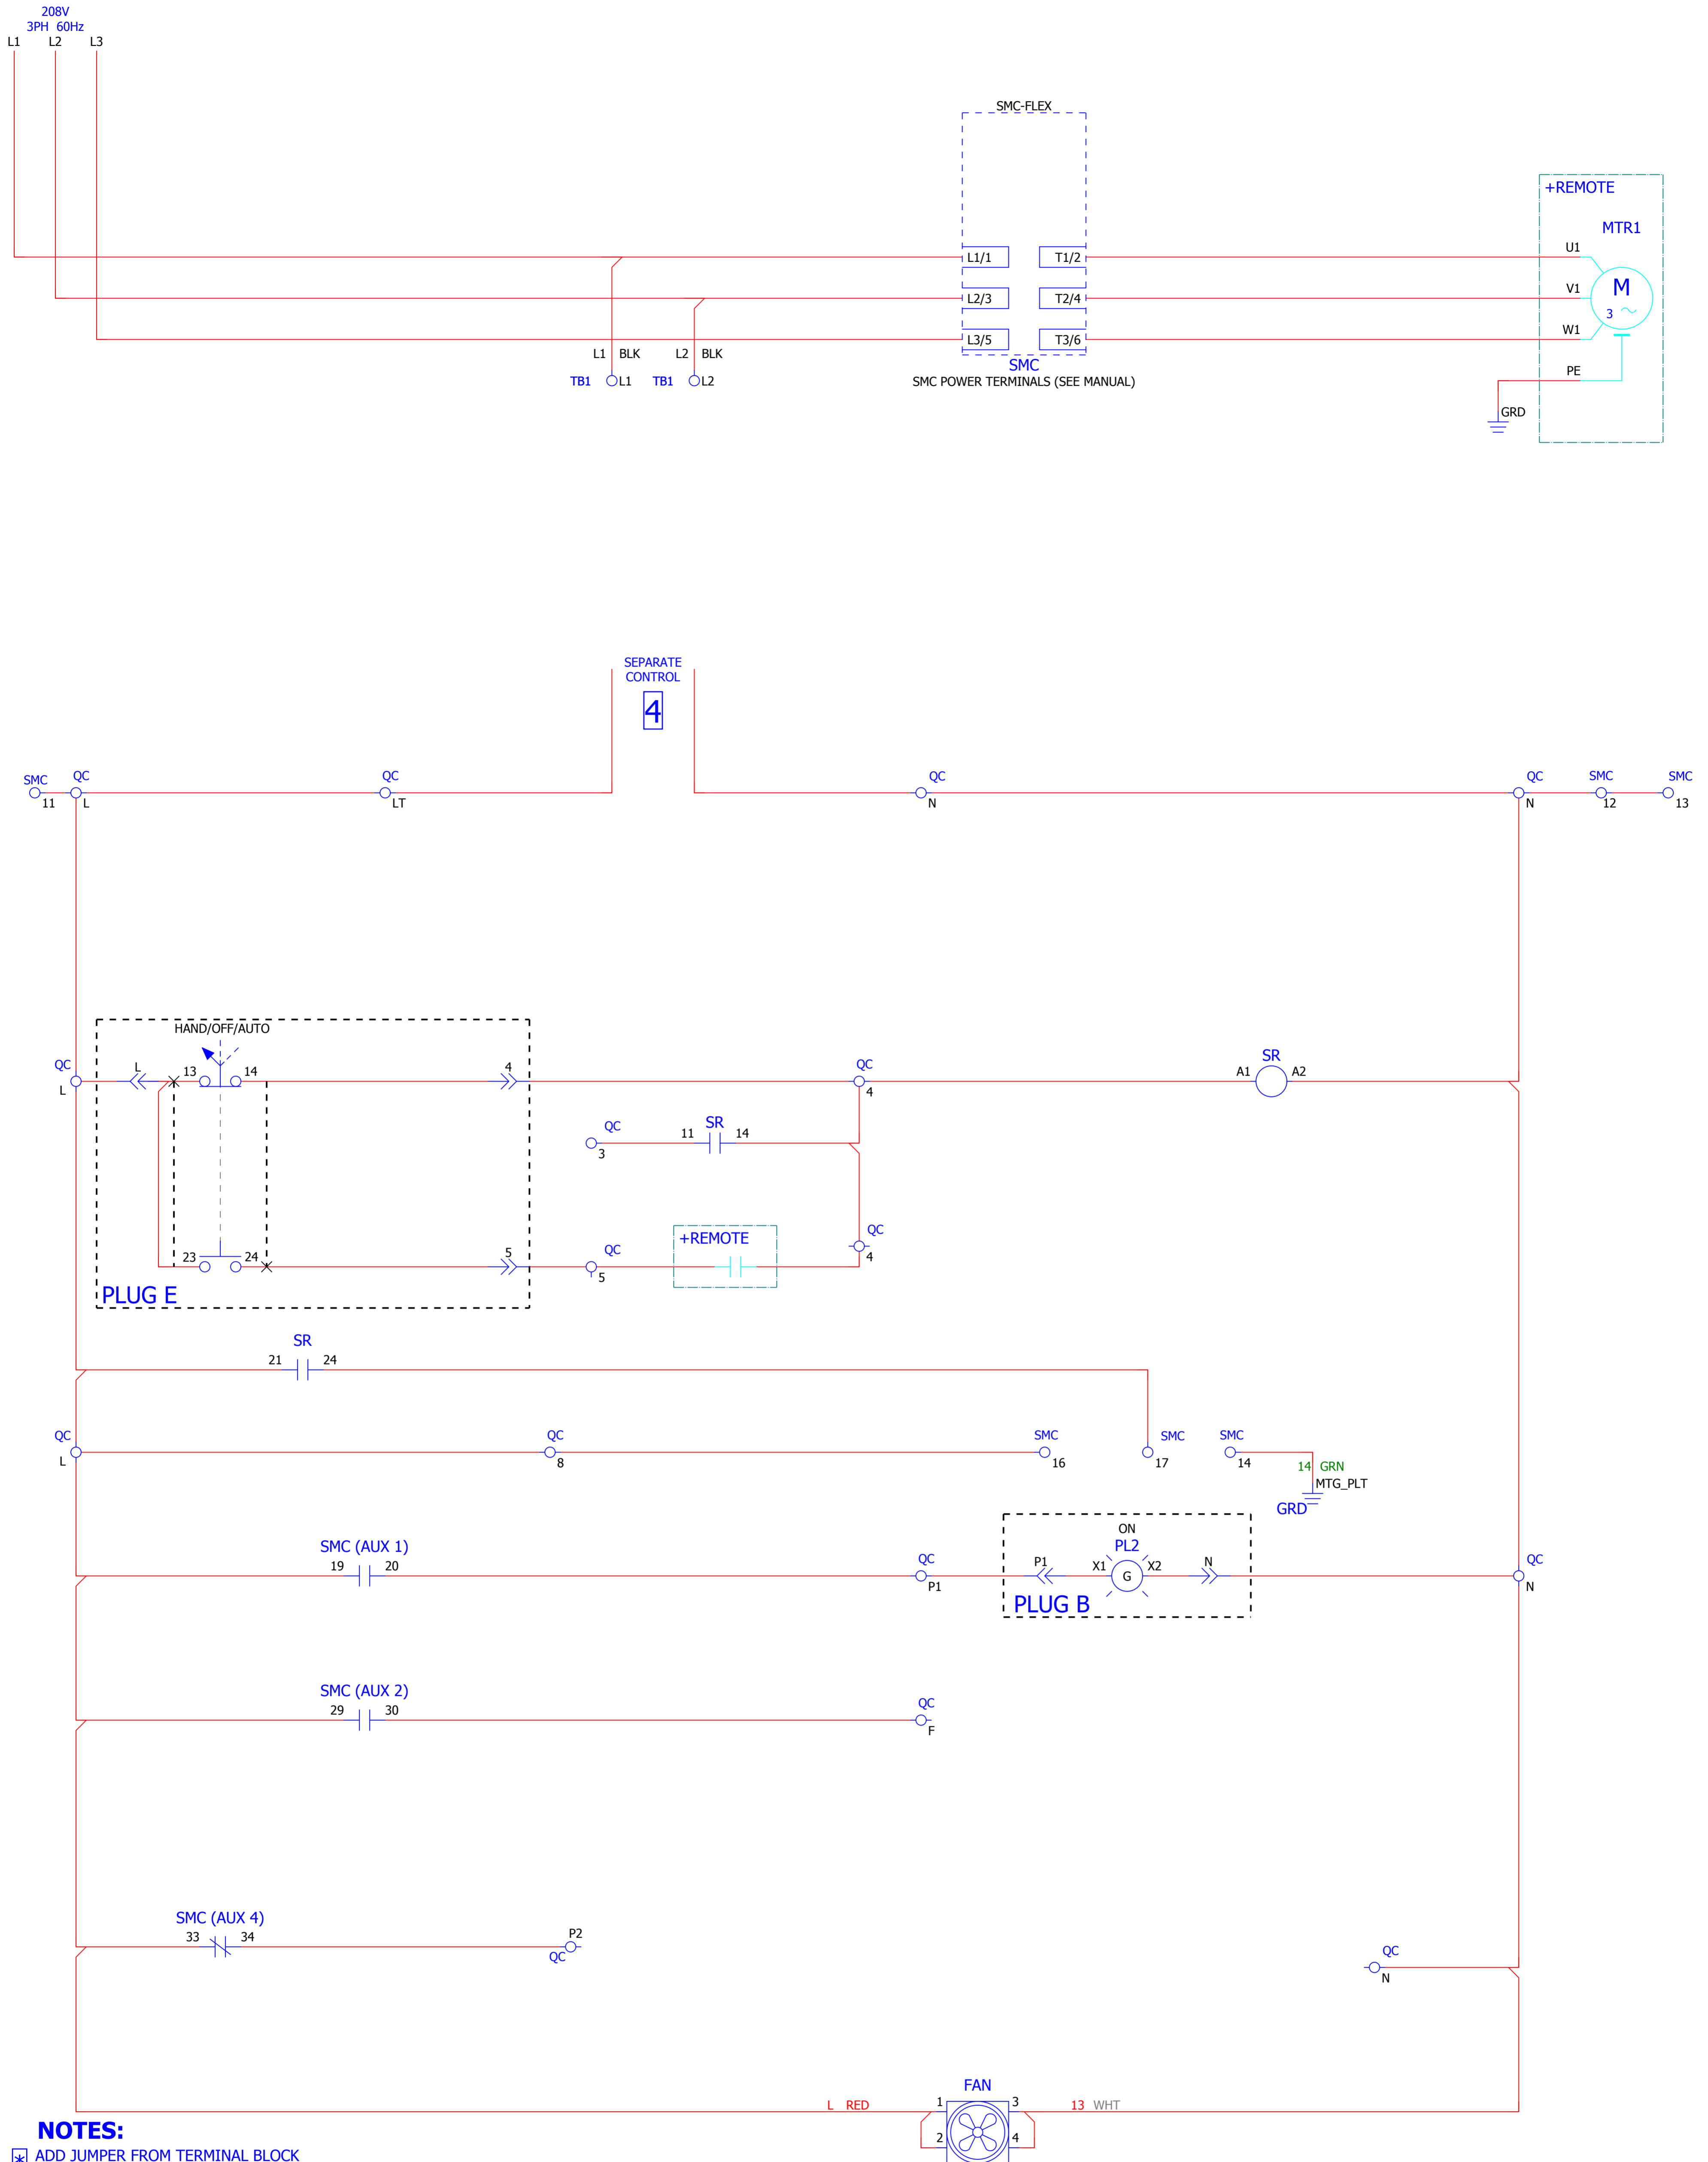 208V
3PH 60Hz
L1 L2 L3
SMC-FLEX
+REMOTE
MTR1
L1/1 T1/2 U1
M
3
L2/3 T2/4 V1
L3/5 T3/6 W1
L1 BLK L2 BLK
SMC
PE
TB1 L1 TB1 L2
SMC POWER TERMINALS (SEE MANUAL)
GRD
SEPARATE
CONTROL
4
SMC QC QC QC QC SMC SMC
11 L LT N N 12 13
HAND/OFF/AUTO
QC L 13 14 4 QC SR
L 4 A1 A2
QC SR
3 11 14
QC
4
+REMOTE
23 24 5 QC
5
PLUG E
SR
21 24
QC QC SMC SMC SMC
L 8 16 17 14
14 GRN
MTG_PLT
GRD
ON
PL2
SMC (AUX 1)
19 20 QC P1 X1 G X2 N QC
P1 N
PLUG B
SMC (AUX 2)
29 30 QC
F
SMC (AUX 4)
33 34 P2
QC
QC
N
FAN
L RED 1 3 13 WHT
2 4
NOTES:
* ADD JUMPER FROM TERMINAL BLOCK